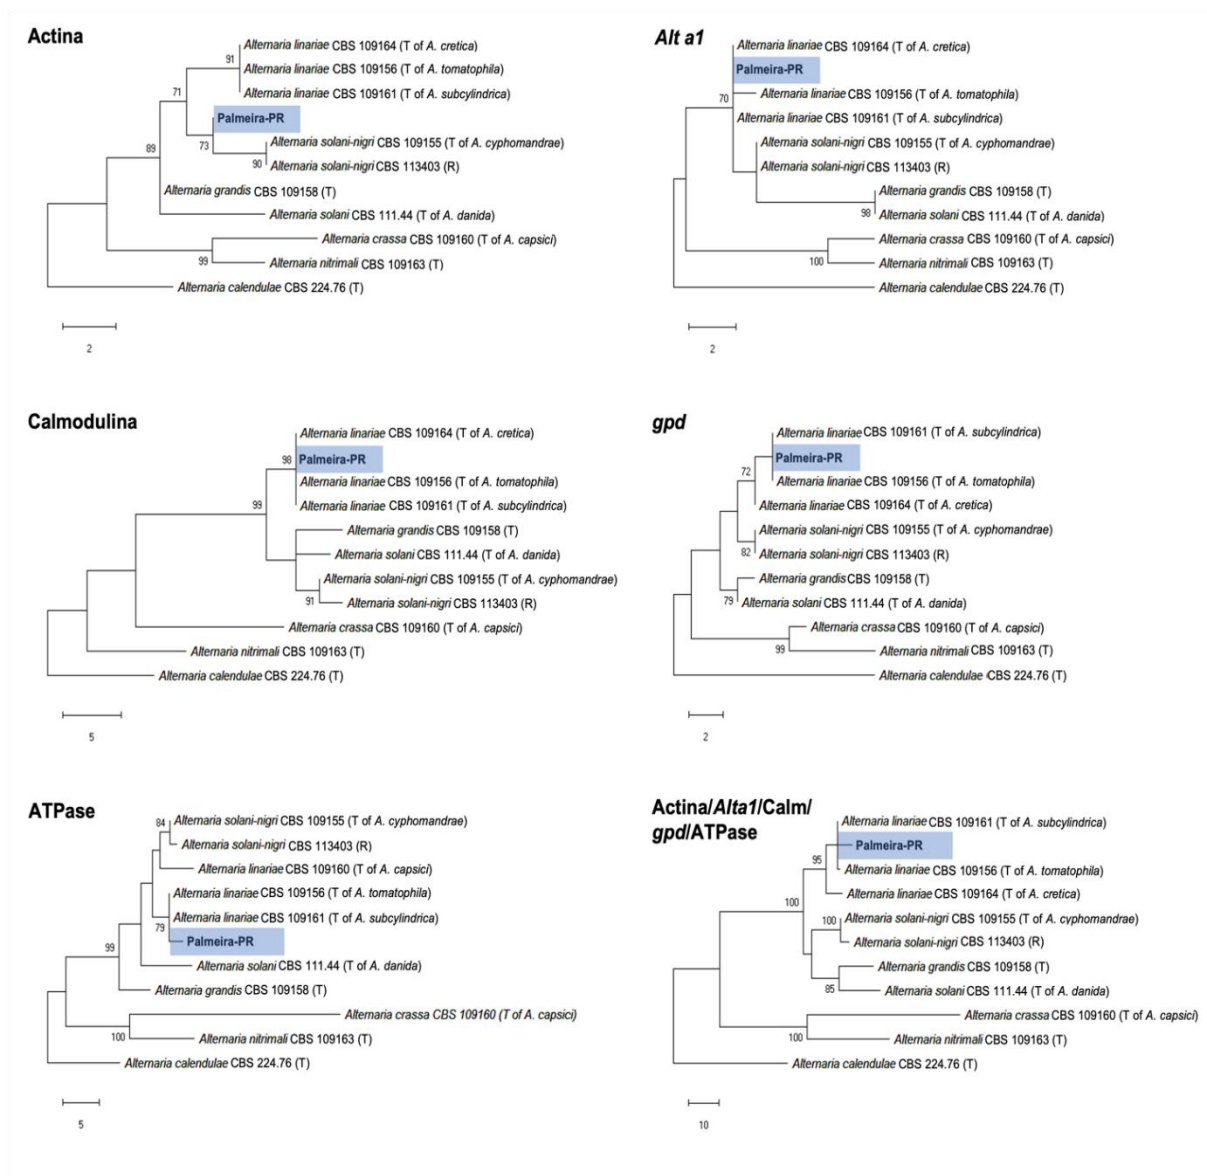 Actina
91
Alternaria linariae CBS 109164 (T of A. cretica)
Alternaria linariae CBS 109156 (T of A. tomatophila)
71
Alternaria linariae CBS 109161 (T of A. subcylindrica)
Palmeira-PR
73
Alternaria solani-nigri CBS 109155 (T of A. cyphomandrae)
89
90
Alternaria solani-nigri CBS 113403 (R)
Alternaria grandis CBS 109158 (T)
Alternaria solani CBS 111.44 (T of A. danida)
Alternaria crassa CBS 109160 (T of A. capsici)
99
Alternaria nitrimali CBS 109163 (T)
Alternaria calendulae CBS 224.76 (T)
2
Alt a1
Alternaria linariae CBS 109164 (T of A. cretica)
Palmeira-PR
70
Alternaria linariae CBS 109156 (T of A. tomatophila)
Alternaria linariae CBS 109161 (T of A. subcylindrica)
Alternaria solani-nigri CBS 109155 (T of A. cyphomandrae)
Alternaria solani-nigri CBS 113403 (R)
Alternaria grandis CBS 109158 (T)
98
Alternaria solani CBS 111.44 (T of A. danida)
Alternaria crassa CBS 109160 (T of A. capsici)
100
Alternaria nitrimali CBS 109163 (T)
Alternaria calendulae CBS 224.76 (T)
2
Calmodulina
Alternaria linariae CBS 109164 (T of A. cretica)
98
Palmeira-PR
Alternaria linariae CBS 109156 (T of A. tomatophila)
99
Alternaria linariae CBS 109161 (T of A. subcylindrica)
Alternaria grandis CBS 109158 (T)
Alternaria solani CBS 111.44 (T of A. danida)
Alternaria solani-nigri CBS 109155 (T of A. cyphomandrae)
91
Alternaria solani-nigri CBS 113403 (R)
Alternaria crassa CBS 109160 (T of A. capsici)
Alternaria nitrimali CBS 109163 (T)
Alternaria calendulae CBS 224.76 (T)
5
gpd
Alternaria linariae CBS 109161 (T of A. subcylindrica)
Palmeira-PR
72
Alternaria linariae CBS 109156 (T of A. tomatophila)
Alternaria linariae CBS 109164 (T of A. cretica)
Alternaria solani-nigri CBS 109155 (T of A. cyphomandrae)
82
Alternaria solani-nigri CBS 113403 (R)
Alternaria grandis CBS 109158 (T)
79
Alternaria solani CBS 111.44 (T of A. danida)
Alternaria crassa CBS 109160 (T of A. capsici)
99
Alternaria nitrimali CBS 109163 (T)
Alternaria calendulae CBS 224.76 (T)
2
ATPase
84
Alternaria solani-nigri CBS 109155 (T of A. cyphomandrae)
Alternaria solani-nigri CBS 113403 (R)
Alternaria linariae CBS 109160 (T of A. capsici)
Alternaria linariae CBS 109156 (T of A. tomatophila)
Alternaria linariae CBS 109161 (T of A. subcylindrica)
79
Palmeira-PR
99
Alternaria solani CBS 111.44 (T of A. danida)
Alternaria grandis CBS 109158 (T)
Alternaria crassa CBS 109160 (T of A. capsici)
100
Alternaria nitrimali CBS 109163 (T)
Alternaria calendulae CBS 224.76 (T)
5
Actina/Alta1/Calm/
gpd/ATPase
Alternaria linariae CBS 109161 (T of A. subcylindrica)
Palmeira-PR
95
Alternaria linariae CBS 109156 (T of A. tomatophila)
Alternaria linariae CBS 109164 (T of A. cretica)
100
100
Alternaria solani-nigri CBS 109155 (T of A. cyphomandrae)
Alternaria solani-nigri CBS 113403 (R)
Alternaria grandis CBS 109158 (T)
85
Alternaria solani CBS 111.44 (T of A. danida)
Alternaria crassa CBS 109160 (T of A. capsici)
100
Alternaria nitrimali CBS 109163 (T)
Alternaria calendulae CBS 224.76 (T)
10